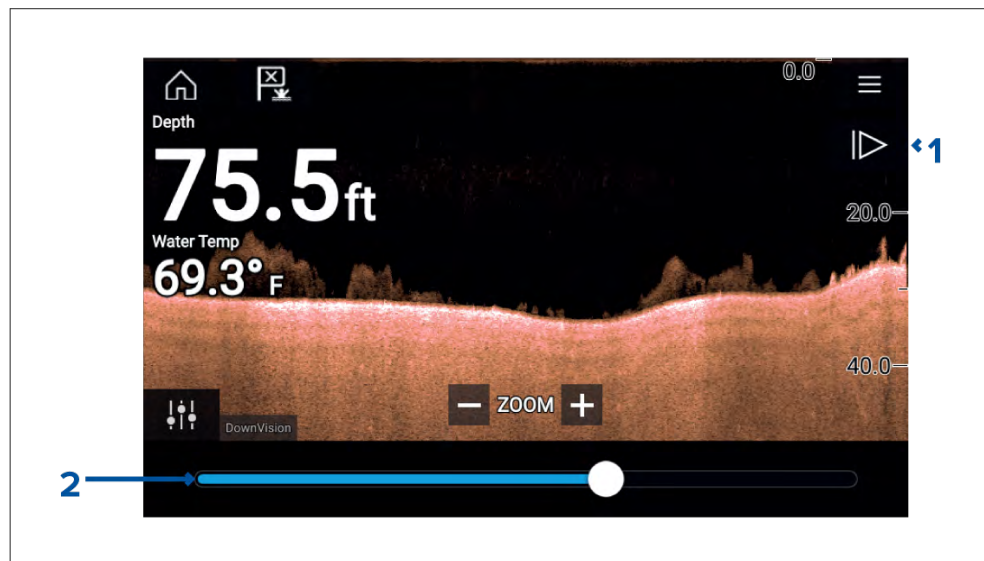 0.0
Depth
75.5ft
1
20.0
Water Temp
69.3° F
40.0
- ZOOM +
DownVision
2